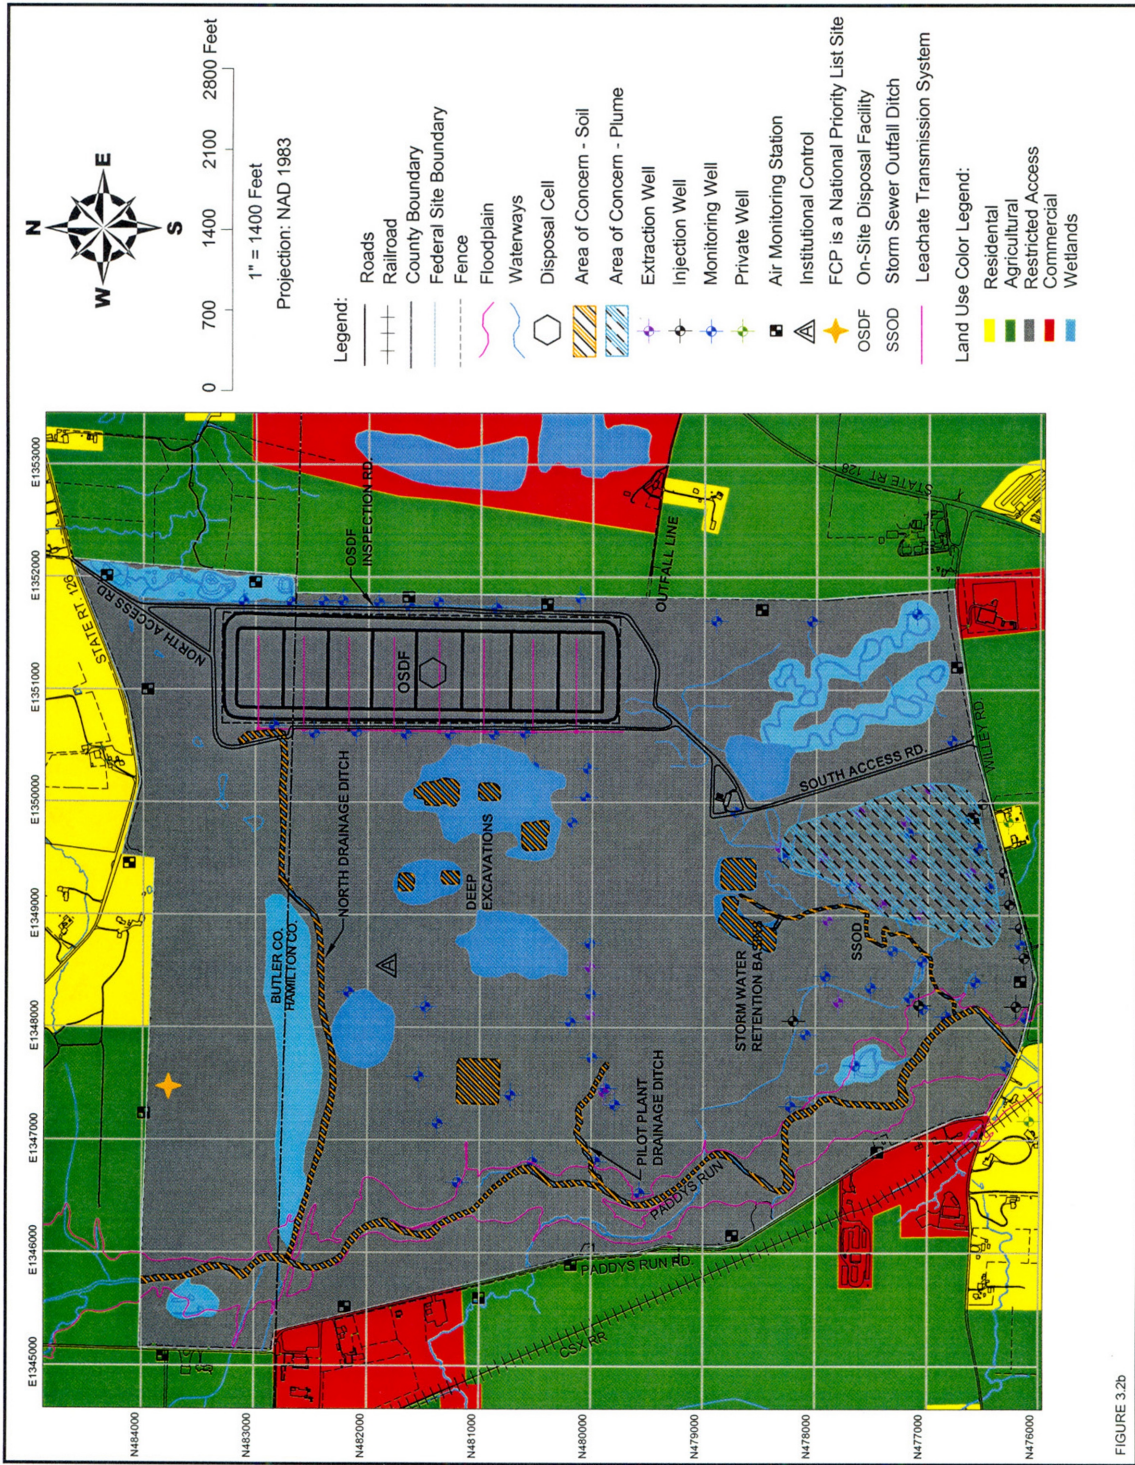 N
W
E
S
0
700
1400
2100
2800 Feet
1" = 1400 Feet
Projection: NAD 1983
Legend:
Roads
Railroad
County Boundary
Federal Site Boundary
Fence
Floodplain
Waterways
Disposal Cell
Area of Concern - Soil
Area of Concern - Plume
Extraction Well
Injection Well
Monitoring Well
Private Well
Air Monitoring Station
Institutional Control
FCP is a National Priority List Site
OSDF
On-Site Disposal Facility
SSOD
Storm Sewer Outfall Ditch
Leachate Transmission System
Land Use Color Legend:
Residental
Agricultural
Restricted Access
Commercial
Wetlands
E1345000
E1346000
E1347000
E1348000
E1349000
E1350000
E1351000
E1352000
E1353000
N484000
N483000
N482000
N481000
N480000
N479000
N478000
N477000
N476000
STATE RT. 126
NORTH ACCESS RD
OSDF
INSPECTION RD.
OSDF
OUTFALL LINE
STATE RT. 128
NORTH DRAINAGE DITCH
BUTLER CO.
HAMILTON CO.
DEEP
EXCAVATIONS
SOUTH ACCESS RD.
WILLEY RD
STORM WATER
RETENTION BASINS
SSOD
PILOT PLANT
DRAINAGE DITCH
PADDYS RUN
PADDYS RUN RD.
CSX RR
FIGURE 3.2b